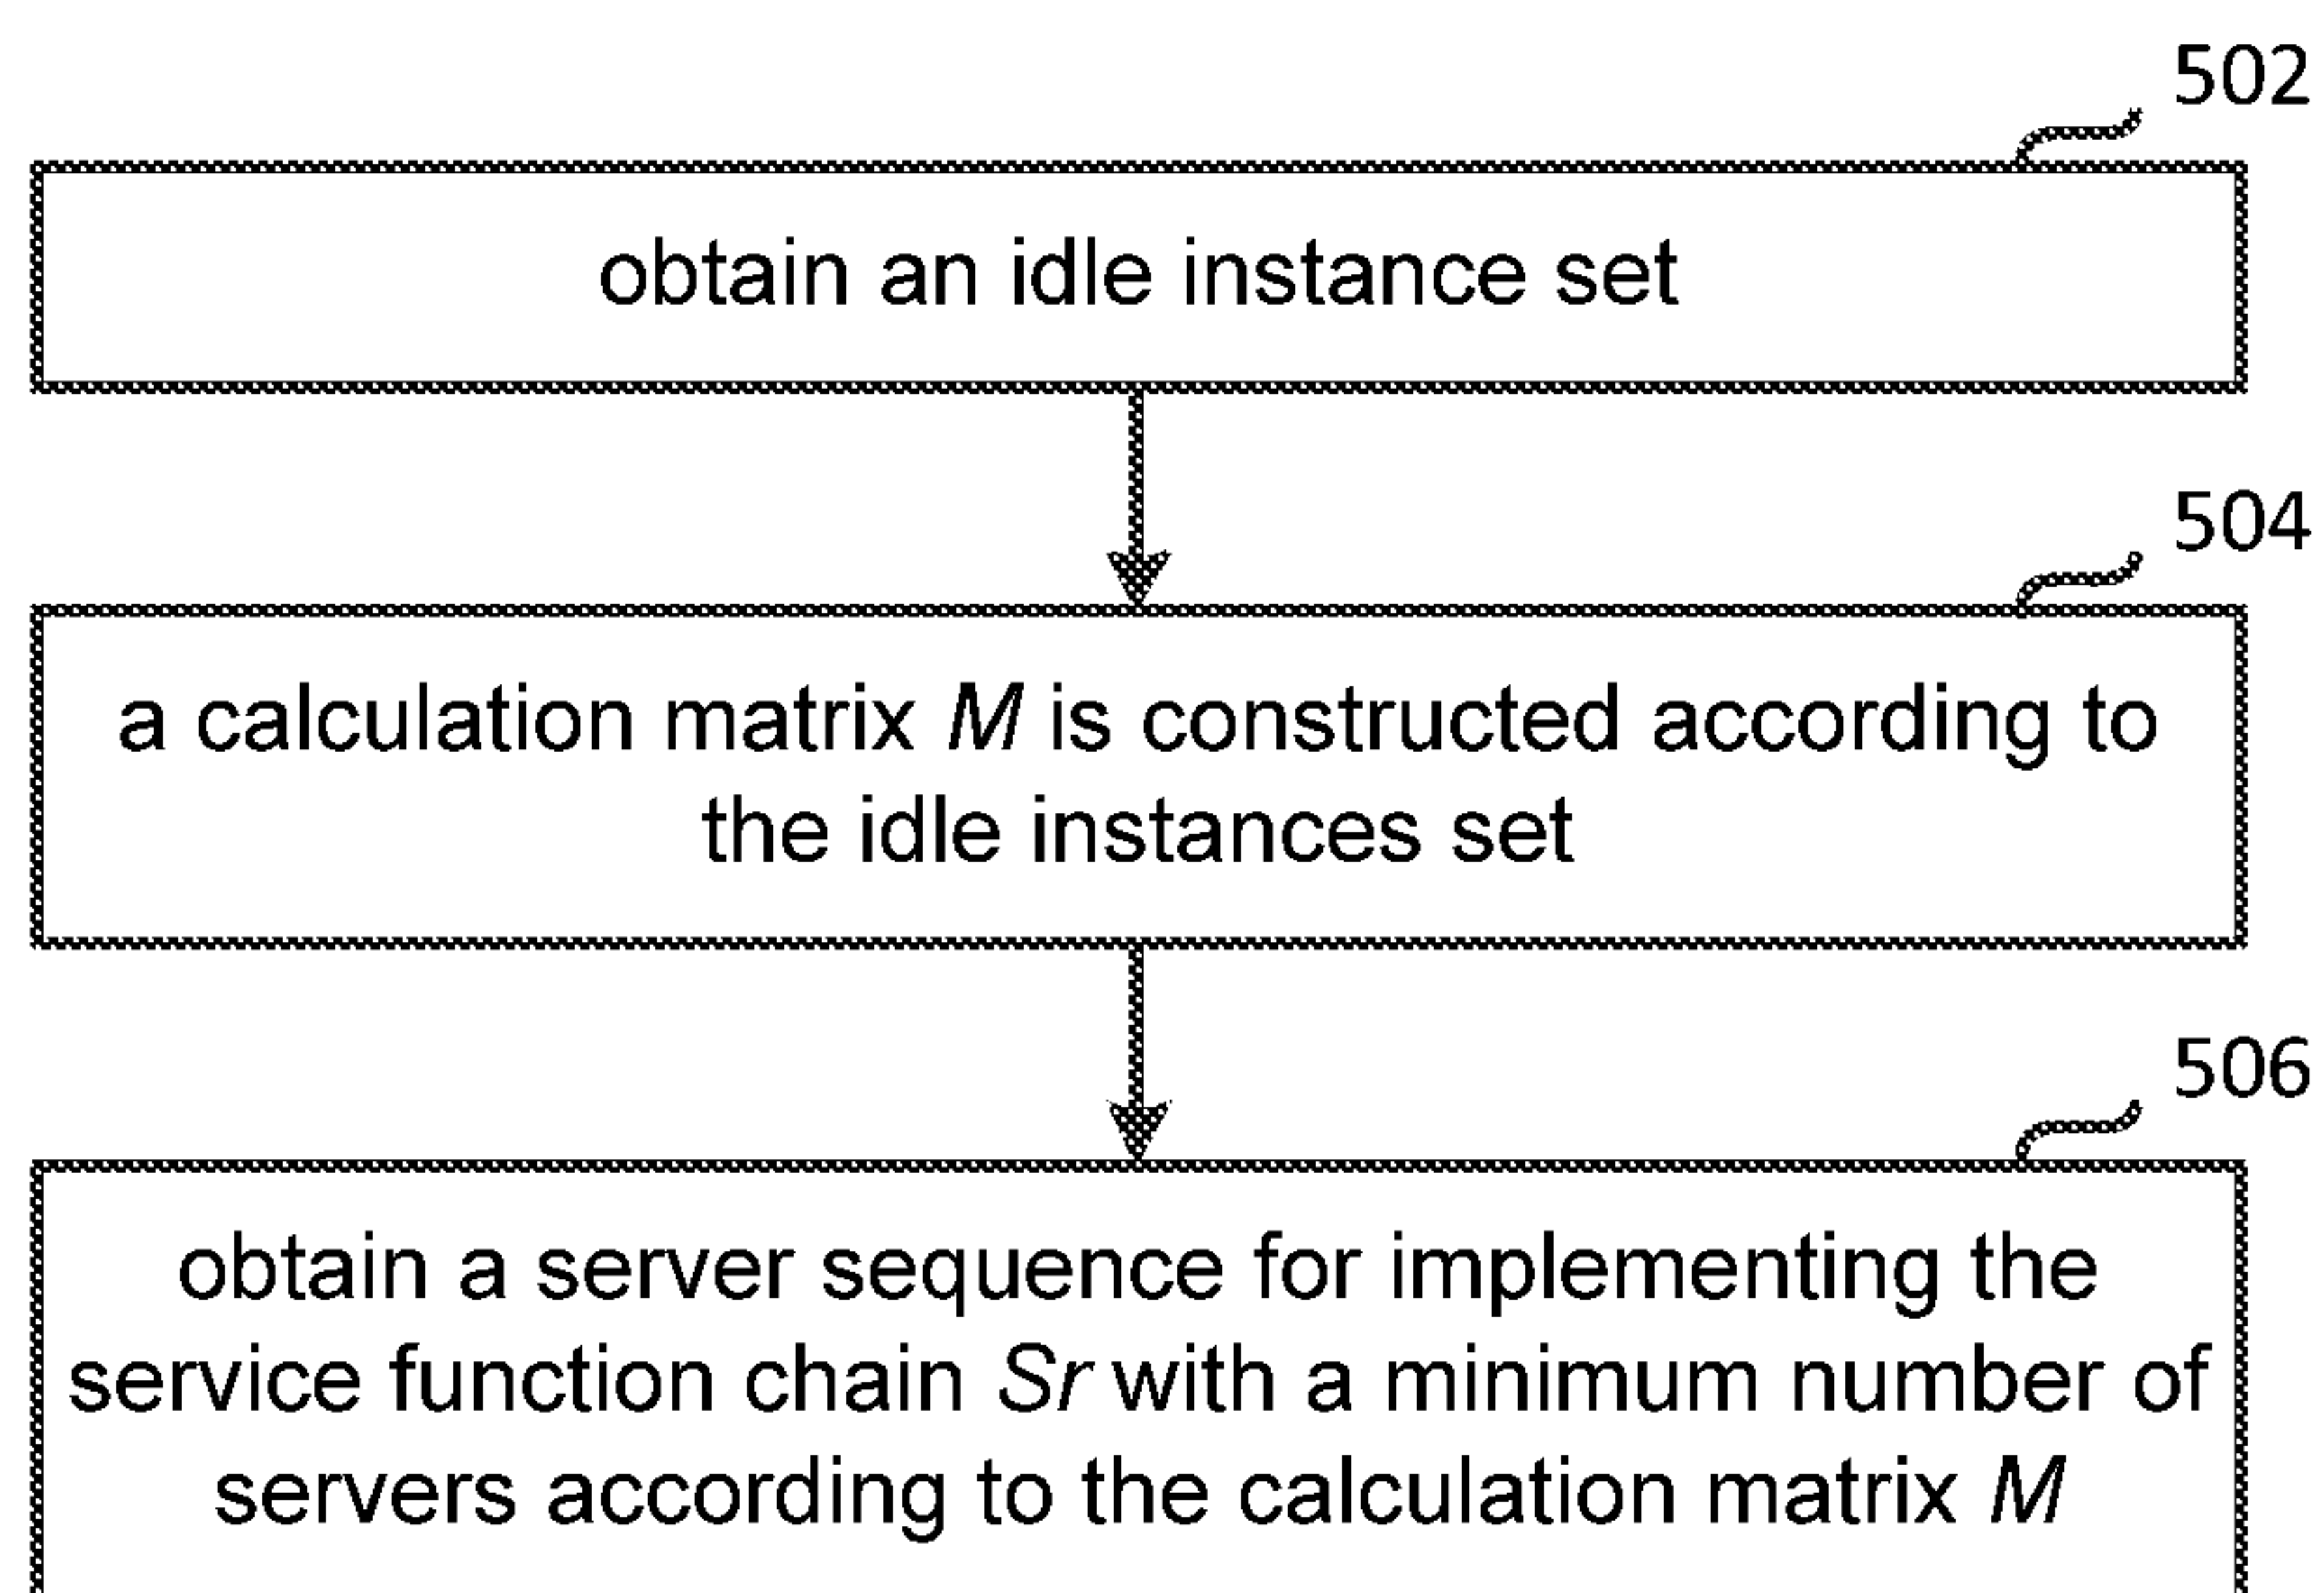 502
obtain an idle instance set
504
a calculation matrix M is constructed according to
the idle instances set
506
obtain a server sequence for implementing the
service function chain Sr with a minimum number of
servers according to the calculation matrix M